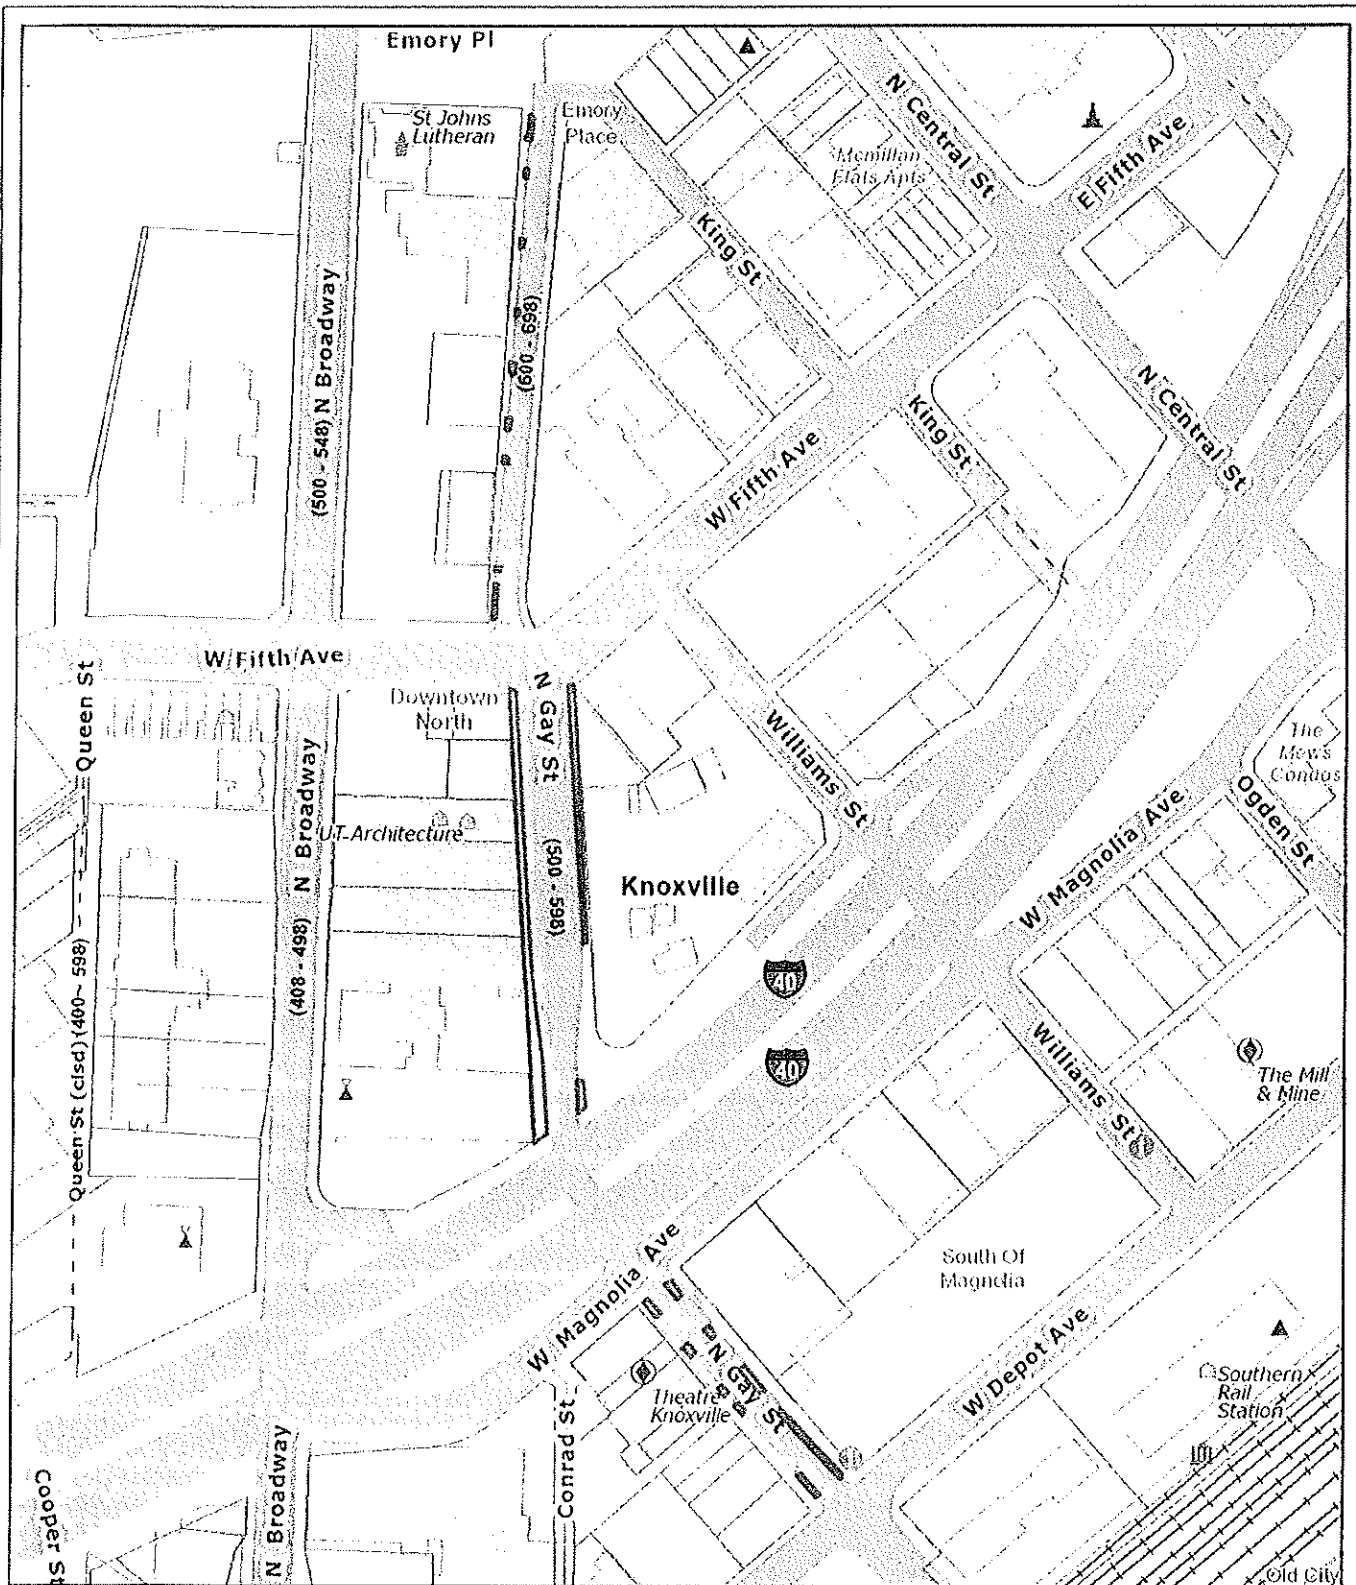 Emory Pl
St Johns
Lutheran
Emory
Place
N Central St
Mcmillan
Flats Apts
E Fifth Ave
King St
(500 - 548) N Broadway
(600 - 698)
N Central St
King St
W Fifth Ave
W Fifth Ave
Queen St
Downtown
North
N Gay St
(500 - 598)
Williams St
The
Mews
Condos
Ogden St
W Magnolia Ave
UT-Architecture
(408 - 498) N Broadway
Knoxville
Queen St (clsd) (400 - 598)
40
40
Williams St
The Mill
& Mine
W Magnolia Ave
South Of
Magnolia
N Gay St
W Depot Ave
Theatre
Knoxville
Southern
Rail
Station
Conrad St
N Broadway
Cooper St
Old City